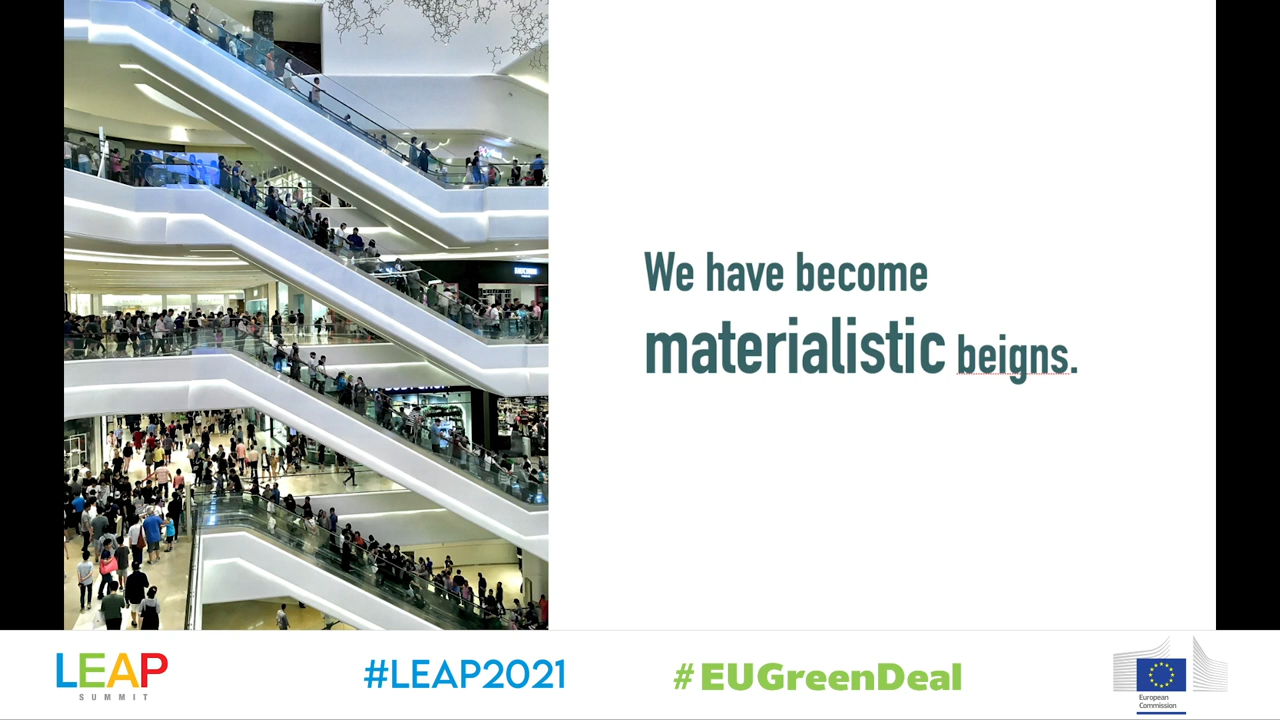 We have become
materialistic beigns.
LEAP
SUMMIT
#LEAP2021
#EUGreenDeal
European
Commission